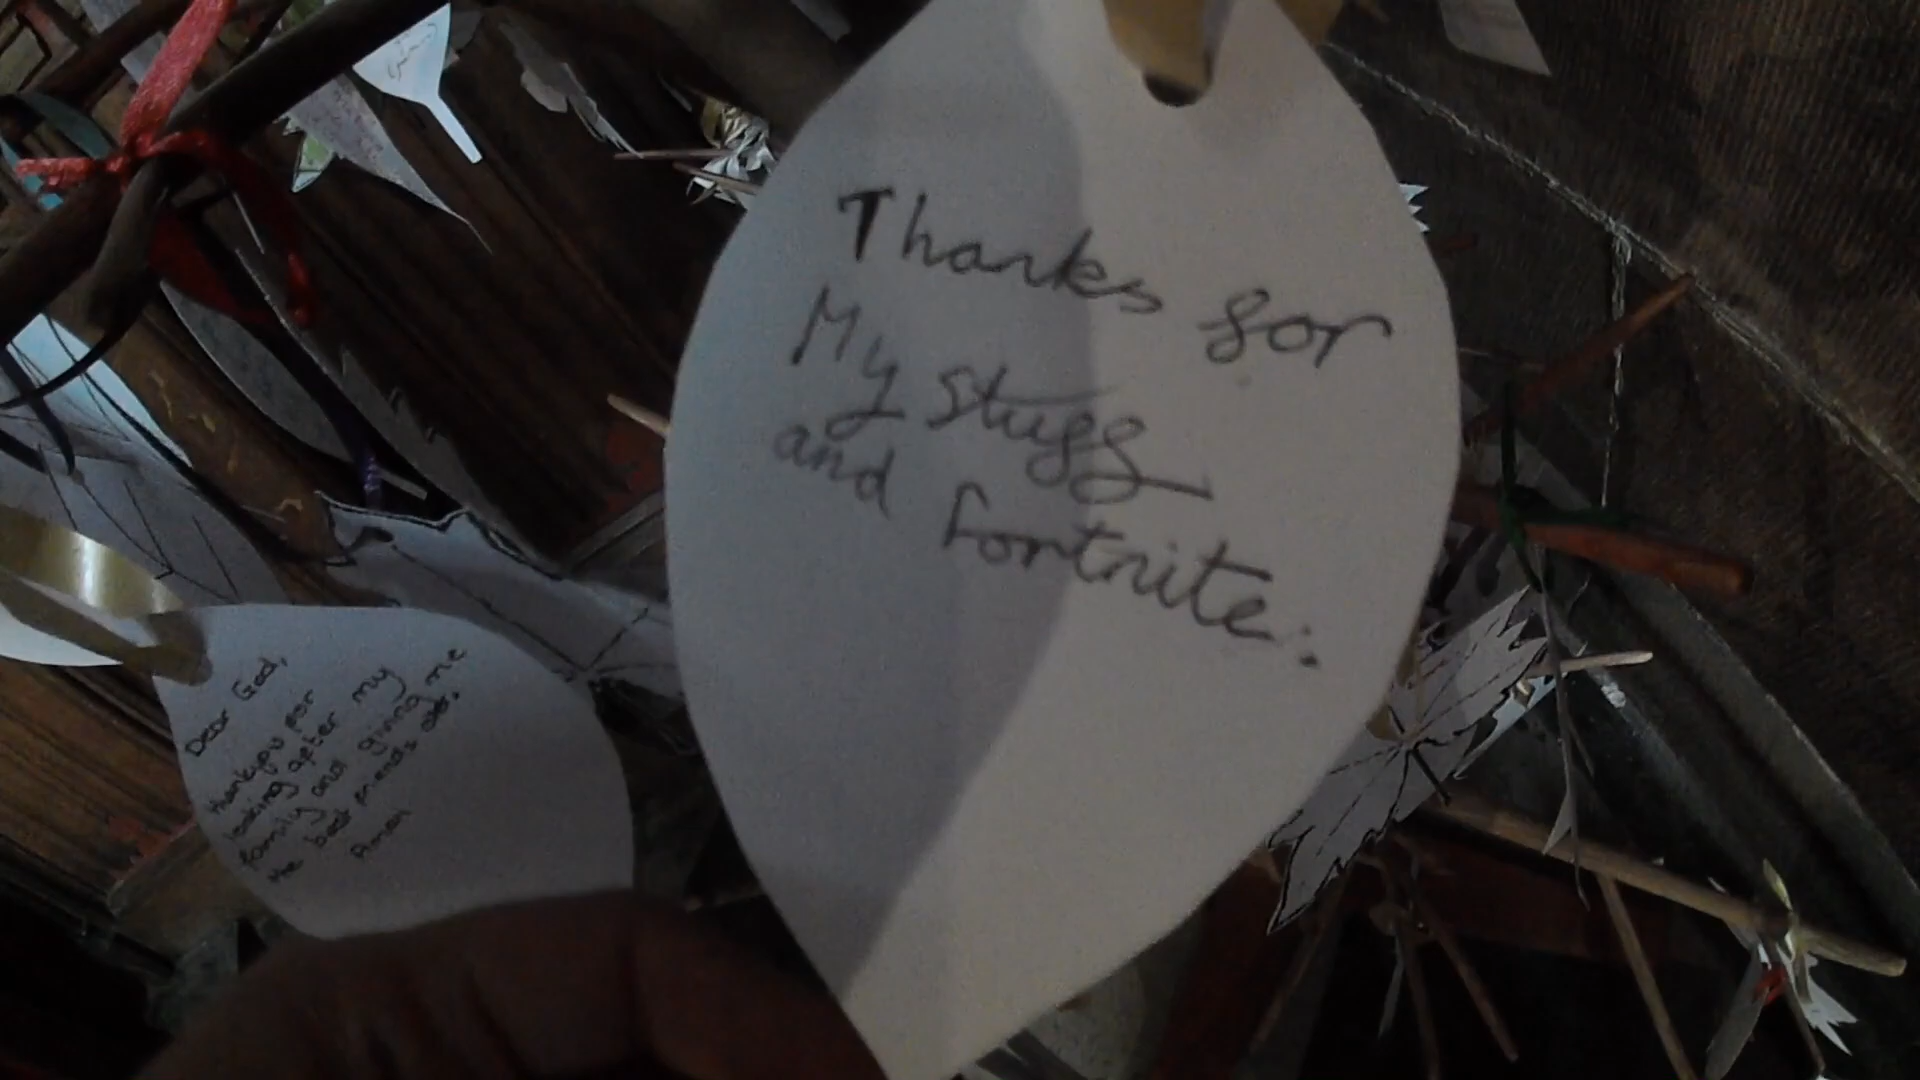 Thanks for
My stuff
and fortnite:
Dear God,
thankyou for
looking after my
family and giving me
the best friends ever.
Amen